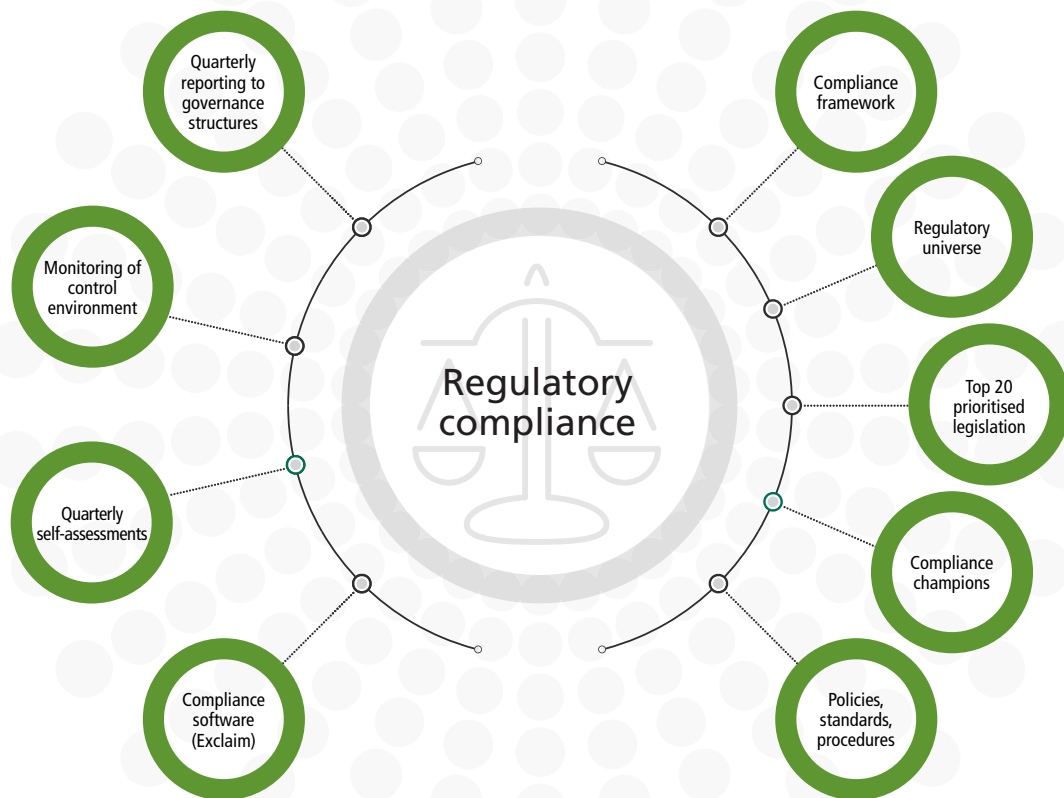 Quarterly
reporting to
governance
structures
Compliance
framework
Monitoring of
control
environment
Regulatory
universe
Regulatory
compliance
Top 20
prioritised
legislation
Quarterly
self-assessments
Compliance
champions
Compliance
software
(Exclaim)
Policies,
standards,
procedures